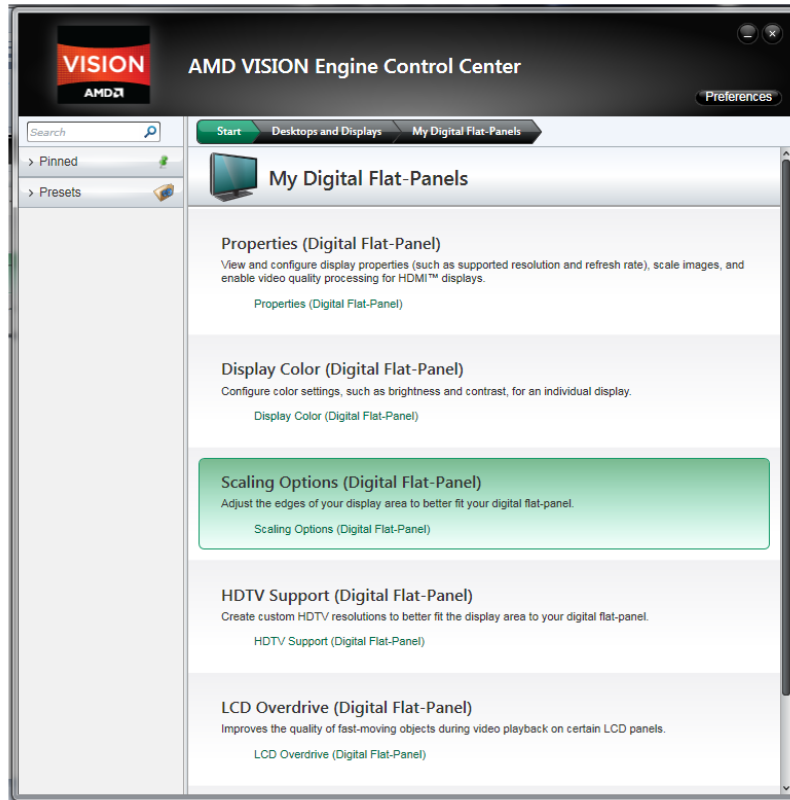 VISION
AMD
AMD VISION Engine Control Center
Preferences
Search
Start
Desktops and Displays
My Digital Flat-Panels
> Pinned
> Presets
My Digital Flat-Panels
Properties (Digital Flat-Panel)
View and configure display properties (such as supported resolution and refresh rate), scale images, and
enable video quality processing for HDMI™ displays.
Properties (Digital Flat-Panel)
Display Color (Digital Flat-Panel)
Configure color settings, such as brightness and contrast, for an individual display.
Display Color (Digital Flat-Panel)
Scaling Options (Digital Flat-Panel)
Adjust the edges of your display area to better fit your digital flat-panel.
Scaling Options (Digital Flat-Panel)
HDTV Support (Digital Flat-Panel)
Create custom HDTV resolutions to better fit the display area to your digital flat-panel.
HDTV Support (Digital Flat-Panel)
LCD Overdrive (Digital Flat-Panel)
Improves the quality of fast-moving objects during video playback on certain LCD panels.
LCD Overdrive (Digital Flat-Panel)